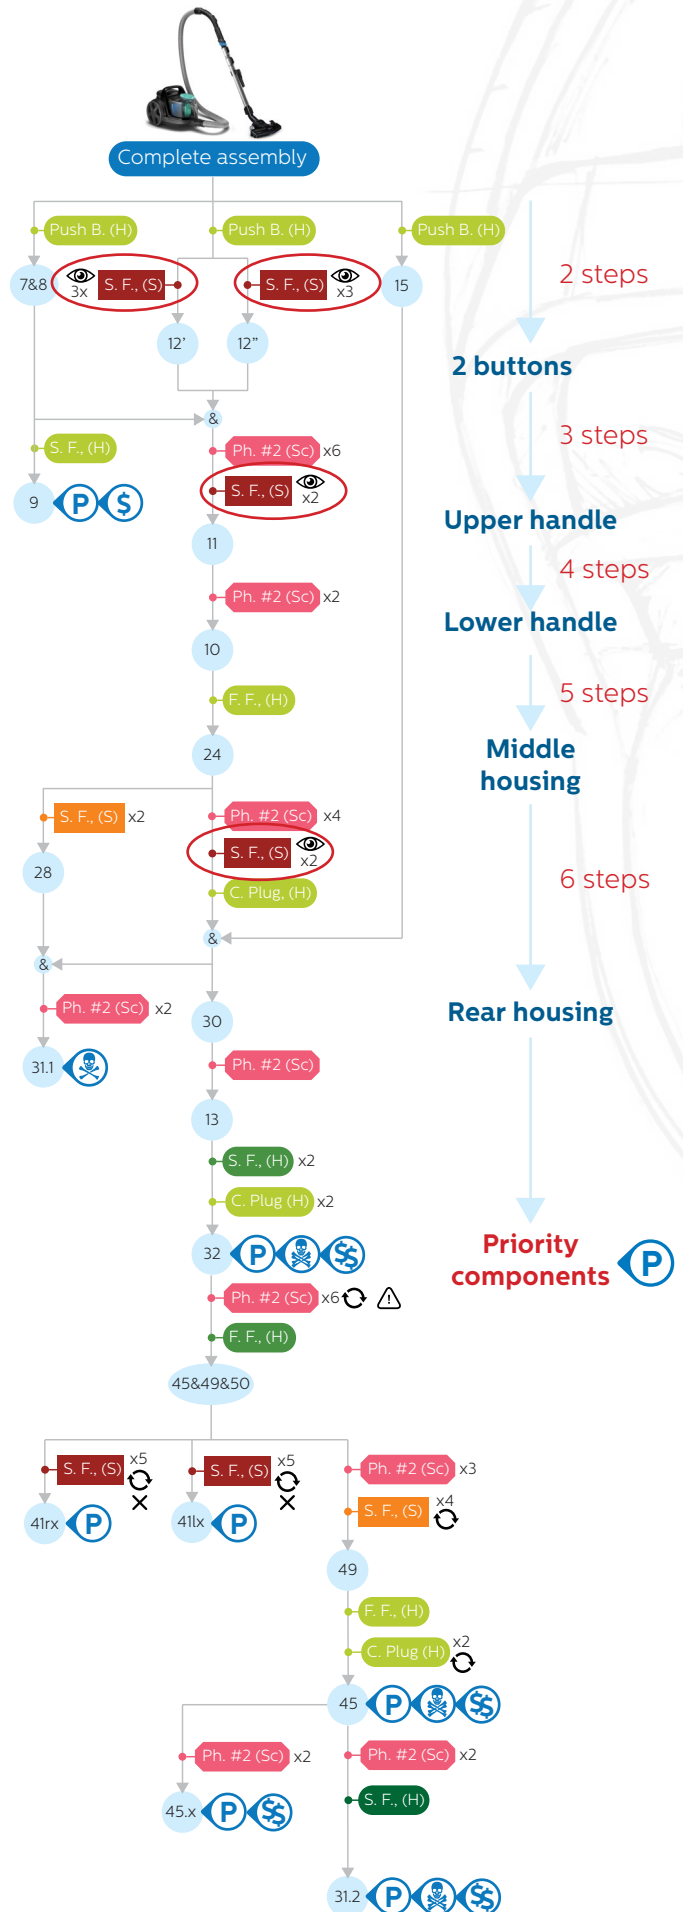 Complete assembly
Push B. (H)
Push B. (H)
Push B. (H)
7&8
3x
S. F., (S)
S. F., (S)
x3
15
2 steps
12'
12"
2 buttons
&
S. F., (H)
Ph. #2 (Sc) x6
3 steps
9
P
$
S. F., (S)
x2
Upper handle
11
4 steps
Ph. #2 (Sc) x2
Lower handle
10
F. F., (H)
5 steps
24
Middle
housing
S. F., (S) x2
Ph. #2 (Sc) x4
S. F., (S)
x2
28
C. Plug, (H)
6 steps
&
&
Ph. #2 (Sc) x2
30
Rear housing
31.1
Ph. #2 (Sc)
13
S. F., (H) x2
C. Plug (H) x2
32
P
$$
Priority
components
P
Ph. #2 (Sc) x6
!
F. F., (H)
45&49&50
S. F., (S) x5
S. F., (S) x5
Ph. #2 (Sc) x3
S. F., (S) x4
41rx
P
41lx
P
49
F. F., (H)
C. Plug (H) x2
45
P
$$
Ph. #2 (Sc) x2
Ph. #2 (Sc) x2
45.x
P
$$
S. F., (H)
31.2
P
$$